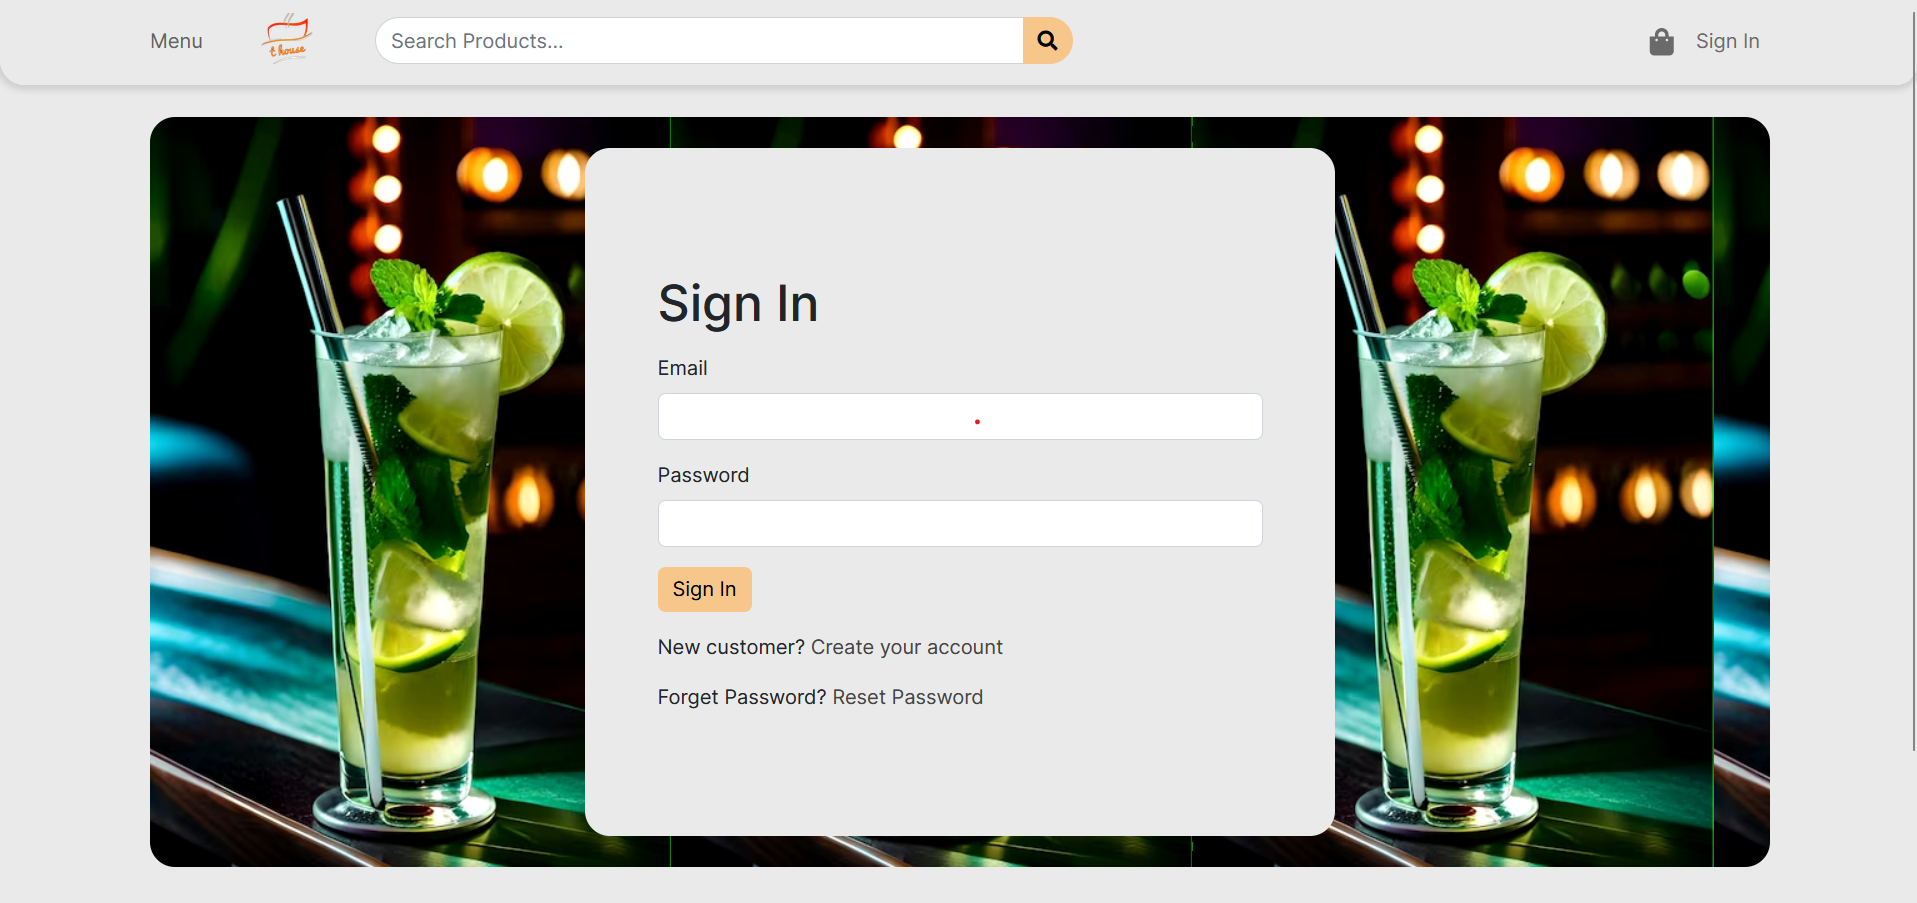 Menu
t house
Search Products...
Sign In
Sign In
Email
Password
Sign In
New customer? Create your account
Forget Password? Reset Password